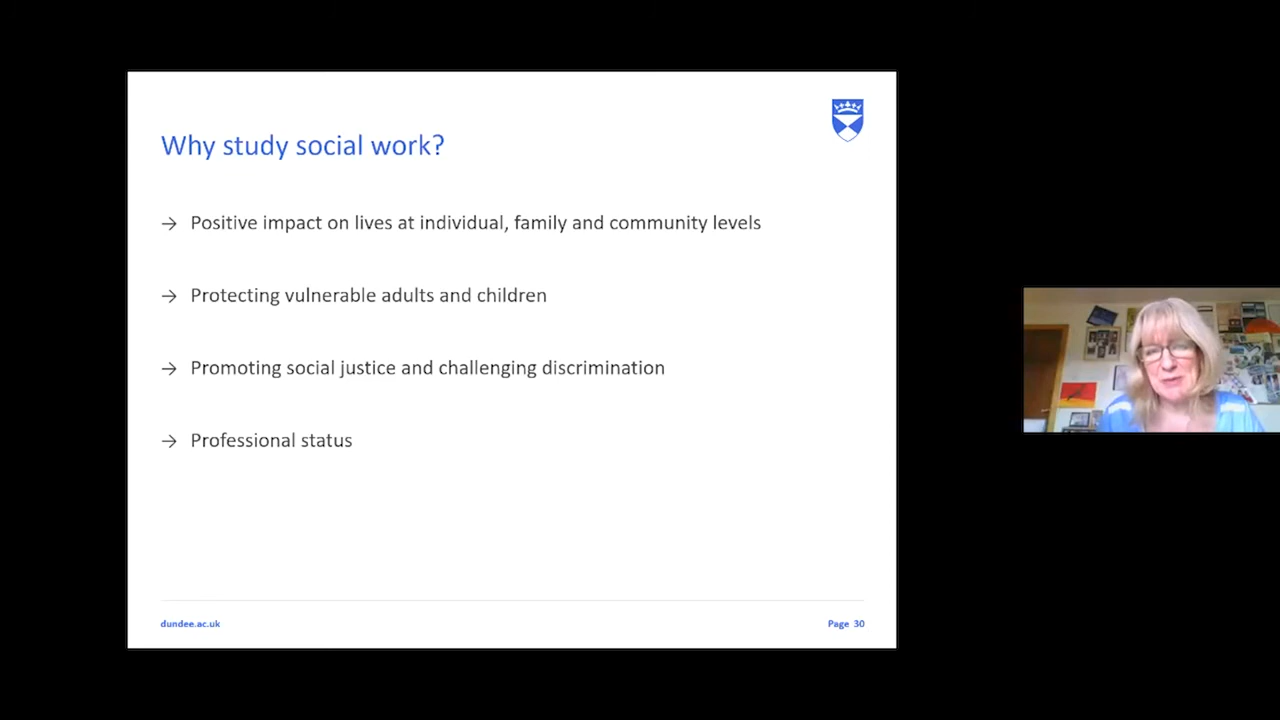 Why study social work?
→ Positive impact on lives at individual, family and community levels
→ Protecting vulnerable adults and children
→ Promoting social justice and challenging discrimination
→ Professional status
dundee.ac.uk
Page 30